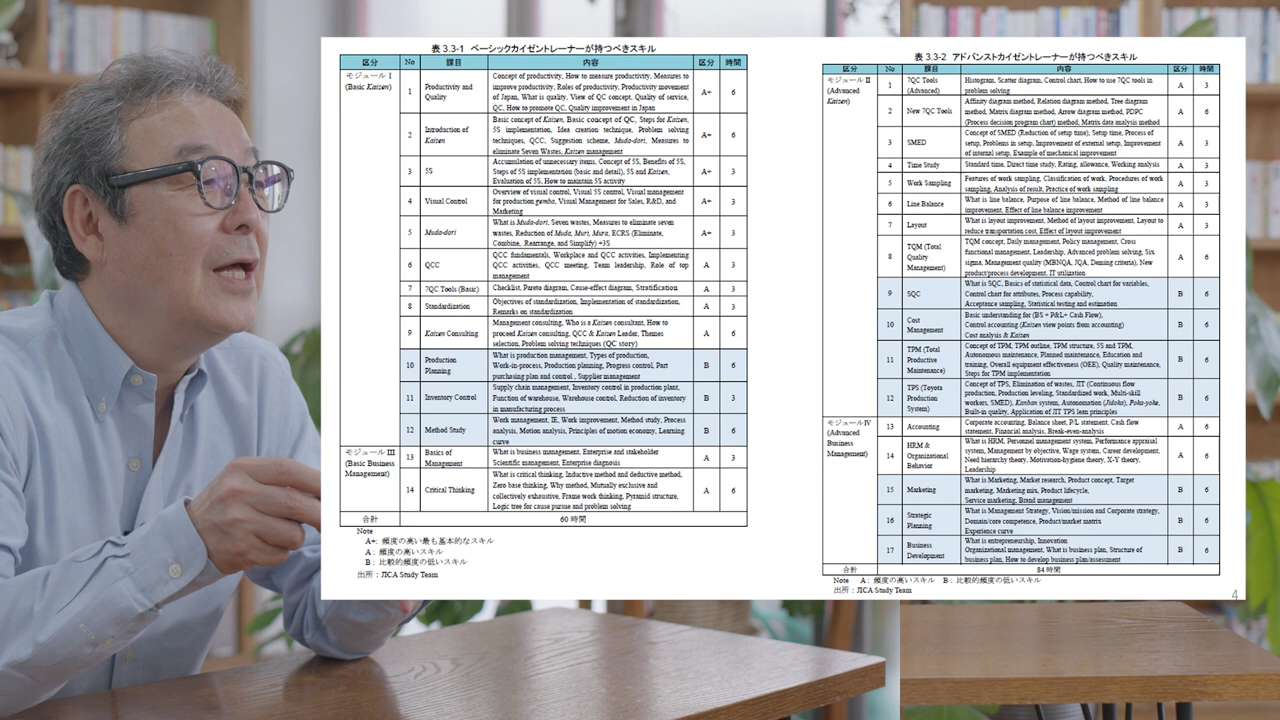 表 3.3-1 ベーシックカイゼントレーナーが持つべきスキル
区分 No 課目 内容 区分 時間
モジュール I
(Basic Kaizen)
1 Productivity and Quality
Concept of productivity, How to measure productivity, Measures to
improve productivity, Roles of productivity, Productivity movement
of Japan, What is quality, View of QC concept, Quality of service,
QC, How to promote QC, Quality improvement in Japan
A+ 6
2 Introduction of Kaizen
Basic concept of Kaizen, Basic concept of QC, Steps for Kaizen,
5S implementation, Idea creation technique, Problem solving
techniques, QCC, Suggestion scheme, Muda-dori, Measures to
eliminate Seven Wastes, Kaizen management
A+ 6
3 5S
Accumulation of unnecessary items, Concept of 5S, Benefits of 5S,
Steps of 5S implementation (basic and detail), 5S and Kaizen,
Evaluation of 5S, How to maintain 5S activity
A+ 3
4 Visual Control
Overview of visual control, Visual 5S control, Visual management
for production gemba, Visual Management for Sales, R&D, and
Marketing
A+ 3
5 Muda-dori
What is Muda-dori, Seven wastes, Measures to eliminate seven
wastes, Reduction of Muda, Muri, Mura, ECRS (Eliminate,
Combine, Rearrange, and Simplify) +3S
A+ 3
6 QCC
QCC fundamentals, Workplace and QCC activities, Implementing
QCC activities, QCC meeting, Team leadership, Role of top
management
A 3
7 7QC Tools (Basic) Checklist, Pareto diagram, Cause-effect diagram, Stratification A 3
8 Standardization
Objectives of standardization, Implementation of standardization,
Remarks on standardization
A 3
9 Kaizen Consulting
Management consulting, Who is a Kaizen consultant, How to
proceed Kaizen consulting, QCC & Kaizen Leader, Themes
selection, Problem solving techniques (QC story)
A 6
10 Production Planning
What is production management, Types of production,
Work-in-process, Production planning, Progress control, Part
purchasing plan and control , Supplier management
B 6
11 Inventory Control
Supply chain management, Inventory control in production plant,
Function of warehouse, Warehouse control, Reduction of inventory
in manufacturing process
B 3
12 Method Study
Work management, IE, Work improvement, Method study, Process
analysis, Motion analysis, Principles of motion economy, Learning
curve
B 6
モジュール III
(Basic Business
Management)
13 Basics of Management
What is business management, Enterprise and stakeholder
Scientific management, Enterprise diagnosis
A 3
14 Critical Thinking
What is critical thinking, Inductive method and deductive method,
Zero base thinking, Why method, Mutually exclusive and
collectively exhaustive, Frame work thinking, Pyramid structure,
Logic tree for cause pursue and problem solving
A 6
合計 60 時間
Note
A+: 頻度の高い最も基本的なスキル
A : 頻度の高いスキル
B : 比較的頻度の低いスキル
出所：JICA Study Team
表 3.3-2 アドバンストカイゼントレーナーが持つべきスキル
区分 No 課目 内容 区分 時間
モジュール II
(Advanced
Kaizen)
1 7QC Tools (Advanced)
Histogram, Scatter diagram, Control chart, How to use 7QC tools in
problem solving
A 3
2 New 7QC Tools
Affinity diagram method, Relation diagram method, Tree diagram
method, Matrix diagram method, Arrow diagram method, PDPC
(Process decision program chart) method, Matrix data analysis method
A 6
3 SMED
Concept of SMED (Reduction of setup time), Setup time, Process of
setup, Problems in setup, Improvement of external setup, Improvement
of internal setup, Example of mechanical improvement
A 3
4 Time Study Standard time, Direct time study, Rating, allowance, Working analysis A 3
5 Work Sampling
Features of work sampling, Classification of work, Procedures of work
sampling, Analysis of result, Practice of work sampling
A 3
6 Line Balance
What is line balance, Purpose of line balance, Method of line balance
improvement, Effect of line balance improvement
A 3
7 Layout
What is layout improvement, Method of layout improvement, Layout to
reduce transportation cost, Effect of layout improvement
A 3
8 TQM (Total Quality Management)
TQM concept, Daily management, Policy management, Cross
functional management, Leadership, Advanced problem solving, Six
sigma, Management quality (MBNQA, JQA, Deming criteria), New
product/process development, IT utilization
A 6
9 SQC
What is SQC, Basics of statistical data, Control chart for variables,
Control chart for attributes, Process capability,
Acceptance sampling, Statistical testing and estimation
B 6
10 Cost Management
Basic understanding for (BS + P&L+ Cash Flow),
Control accounting (Kaizen view points from accounting)
Cost analysis & Kaizen
B 6
11 TPM (Total Productive Maintenance)
Concept of TPM, TPM outline, TPM structure, 5S and TPM,
Autonomous maintenance, Planned maintenance, Education and
training, Overall equipment effectiveness (OEE), Quality maintenance,
Steps for TPM implementation
B 6
12 TPS (Toyota Production System)
Concept of TPS, Elimination of wastes, JIT (Continuous flow
production, Production leveling, Standardized work, Multi-skill
workers, SMED), Kanban system, Autonomation (Jidoka), Poka-yoke,
Built-in quality, Application of JIT TPS lean principles
B 6
モジュールIV
(Advanced
Business
Management)
13 Accounting
Corporate accounting, Balance sheet, P/L statement, Cash flow
statement, Financial analysis, Break-even-analysis
A 6
14 HRM & Organizational Behavior
What is HRM, Personnel management system, Performance appraisal
system, Management by objective, Wage system, Career development,
Need hierarchy theory, Motivation-hygiene theory, X-Y theory,
Leadership
A 6
15 Marketing
What is Marketing, Market research, Product concept, Target
marketing, Marketing mix, Product lifecycle,
Service marketing, Brand management
B 6
16 Strategic Planning
What is Management Strategy, Vision/mission and Corporate strategy,
Domain/core competence, Product/market matrix
Experience curve
B 6
17 Business Development
What is entrepreneurship, Innovation
Organizational management, What is business plan, Structure of
business plan, How to develop business plan/assessment
B 6
合計 84 時間
Note A : 頻度の高いスキル B : 比較的頻度の低いスキル
出所：JICA Study Team
4